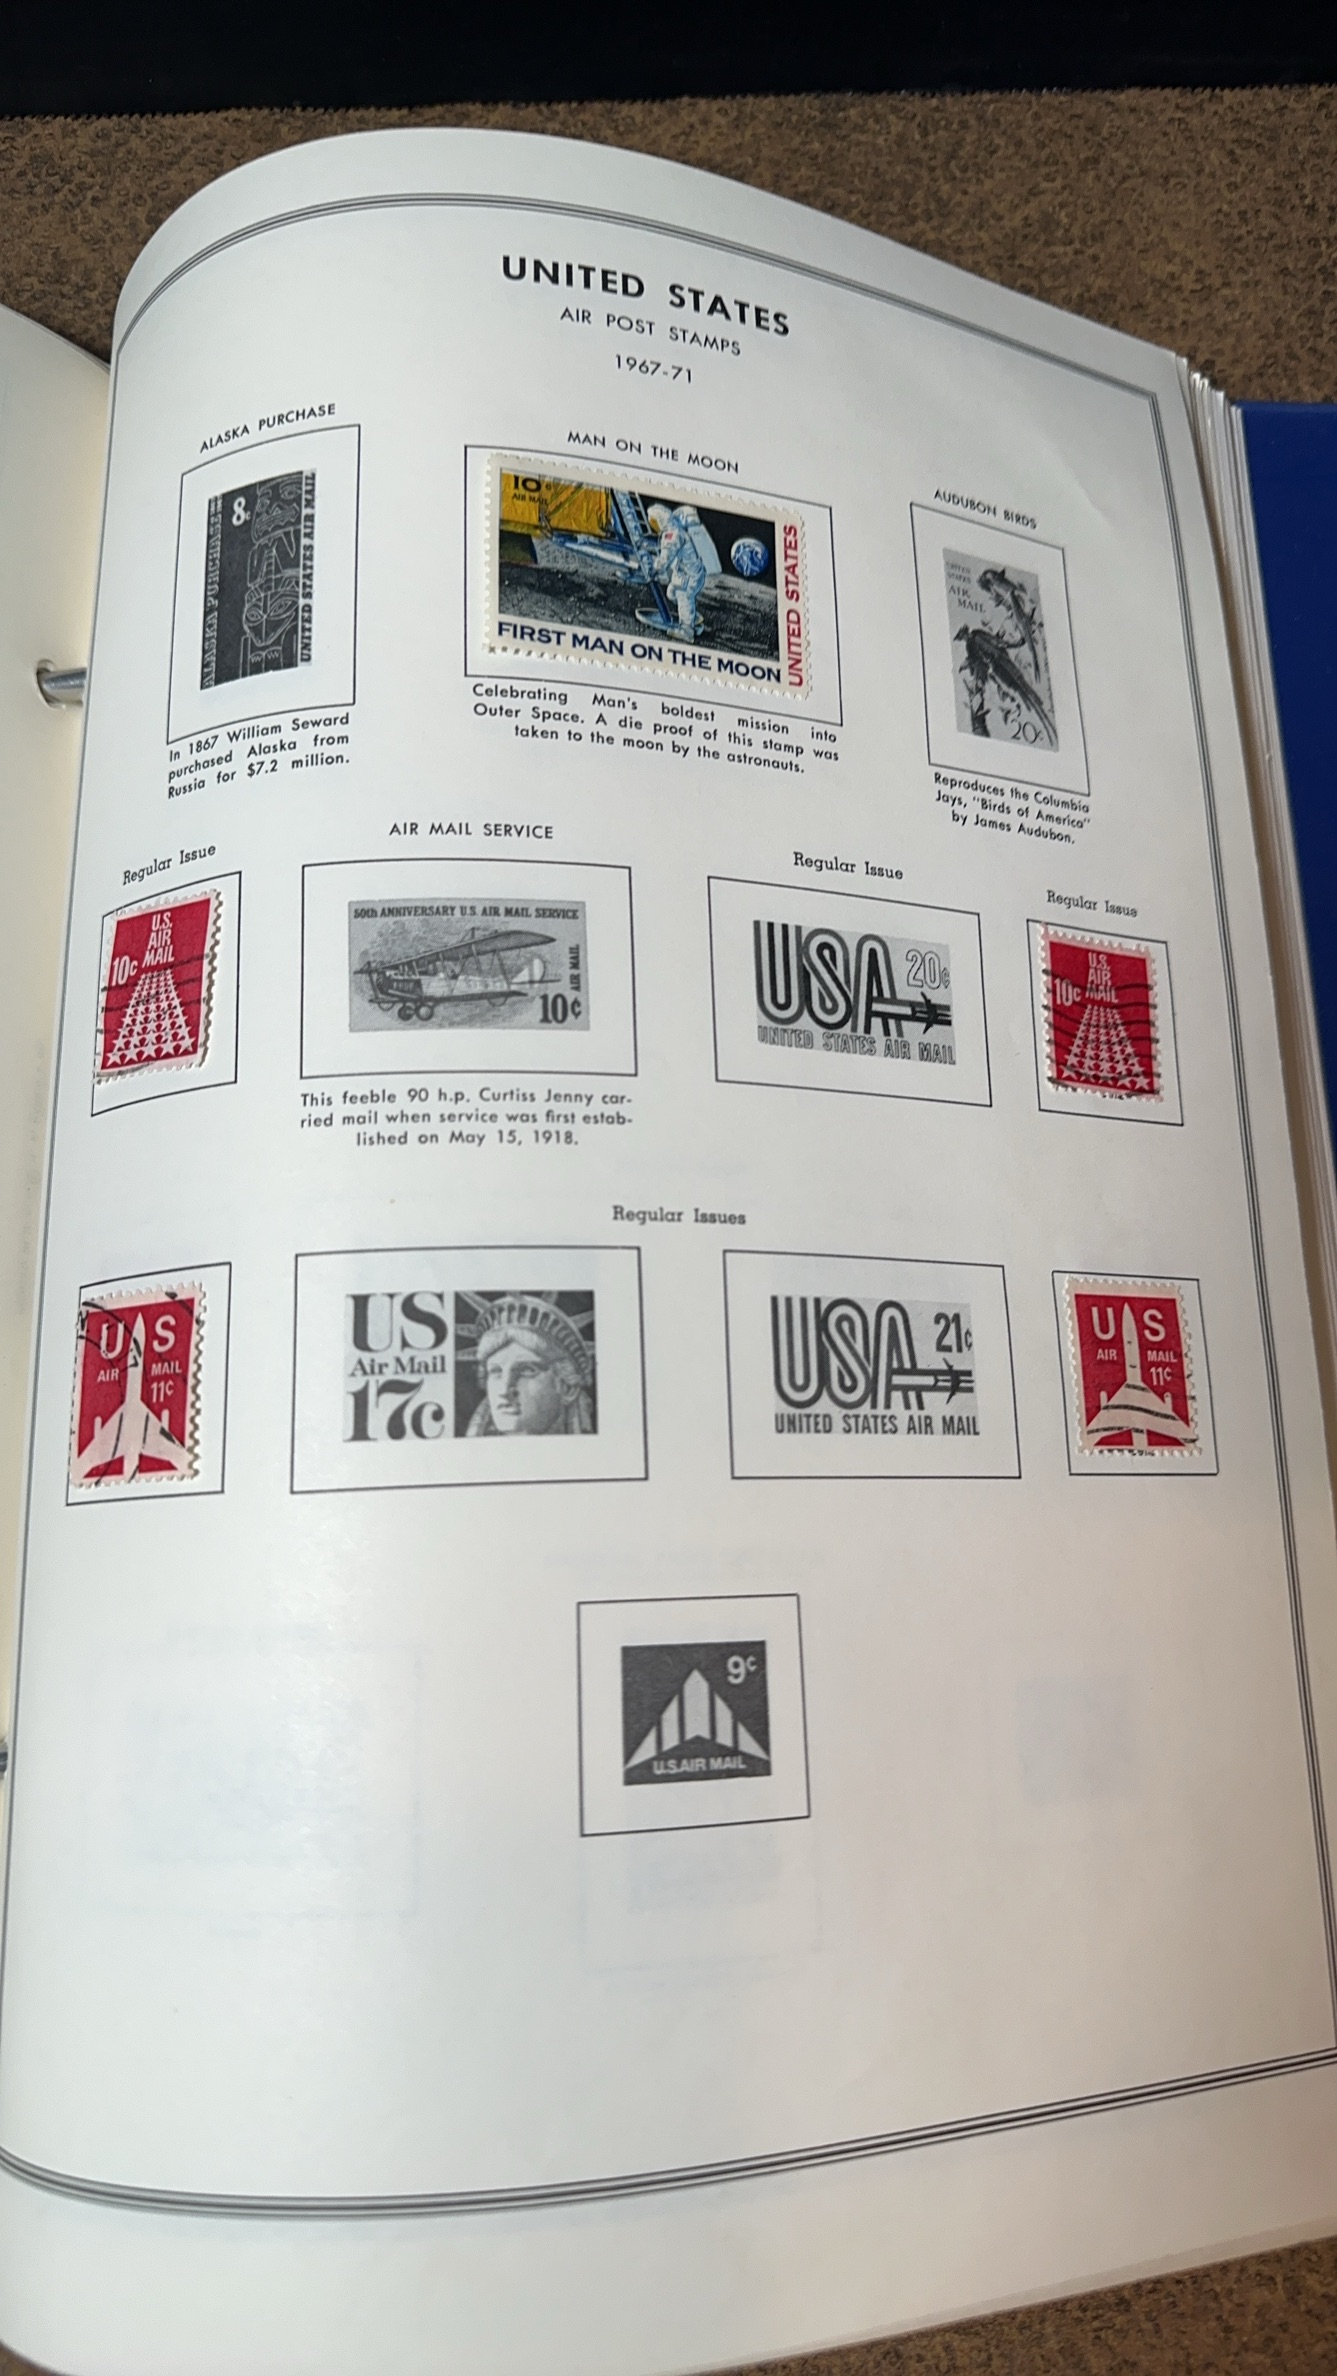 UNITED STATES
AIR POST STAMPS
1967-71
ALASKA PURCHASE
MAN ON THE MOON
AUDUBON BIRDS
ALASKA PURCHASE
8c
UNITED STATES AIR MAIL
10c
AIR MAIL
UNITED STATES
FIRST MAN ON THE MOON
UNITED
STATES
AIR
MAIL
20c
In 1867 William Seward
purchased Alaska from
Russia for $7.2 million.
Celebrating Man's boldest mission into
Outer Space. A die proof of this stamp was
taken to the moon by the astronauts.
Reproduces the Columbia
Jays, "Birds of America"
by James Audubon.
Regular Issue
AIR MAIL SERVICE
Regular Issue
Regular Issue
U.S.
AIR
MAIL
10c
50th ANNIVERSARY U.S. AIR MAIL SERVICE
AIR MAIL
10c
USA 20c
UNITED STATES AIR MAIL
U.S.
AIR
10c MAIL
This feeble 90 h.p. Curtiss Jenny car-
ried mail when service was first estab-
lished on May 15, 1918.
Regular Issues
US
AIR MAIL
11c
US
Air Mail
17c
USA 21c
UNITED STATES AIR MAIL
US
AIR MAIL
11c
9c
U.S.AIR MAIL